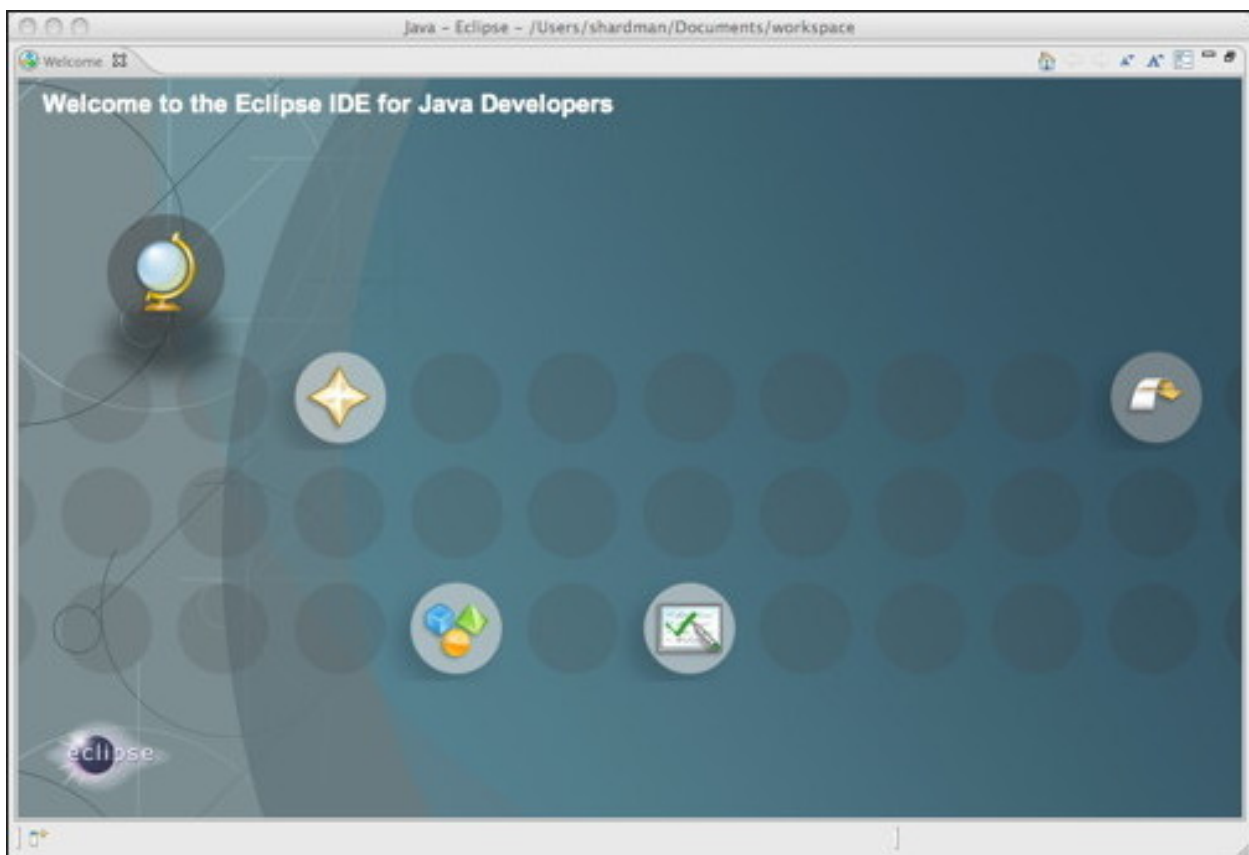 Java – Eclipse – /Users/shardman/Documents/workspace
Welcome
Welcome to the Eclipse IDE for Java Developers
eclipse